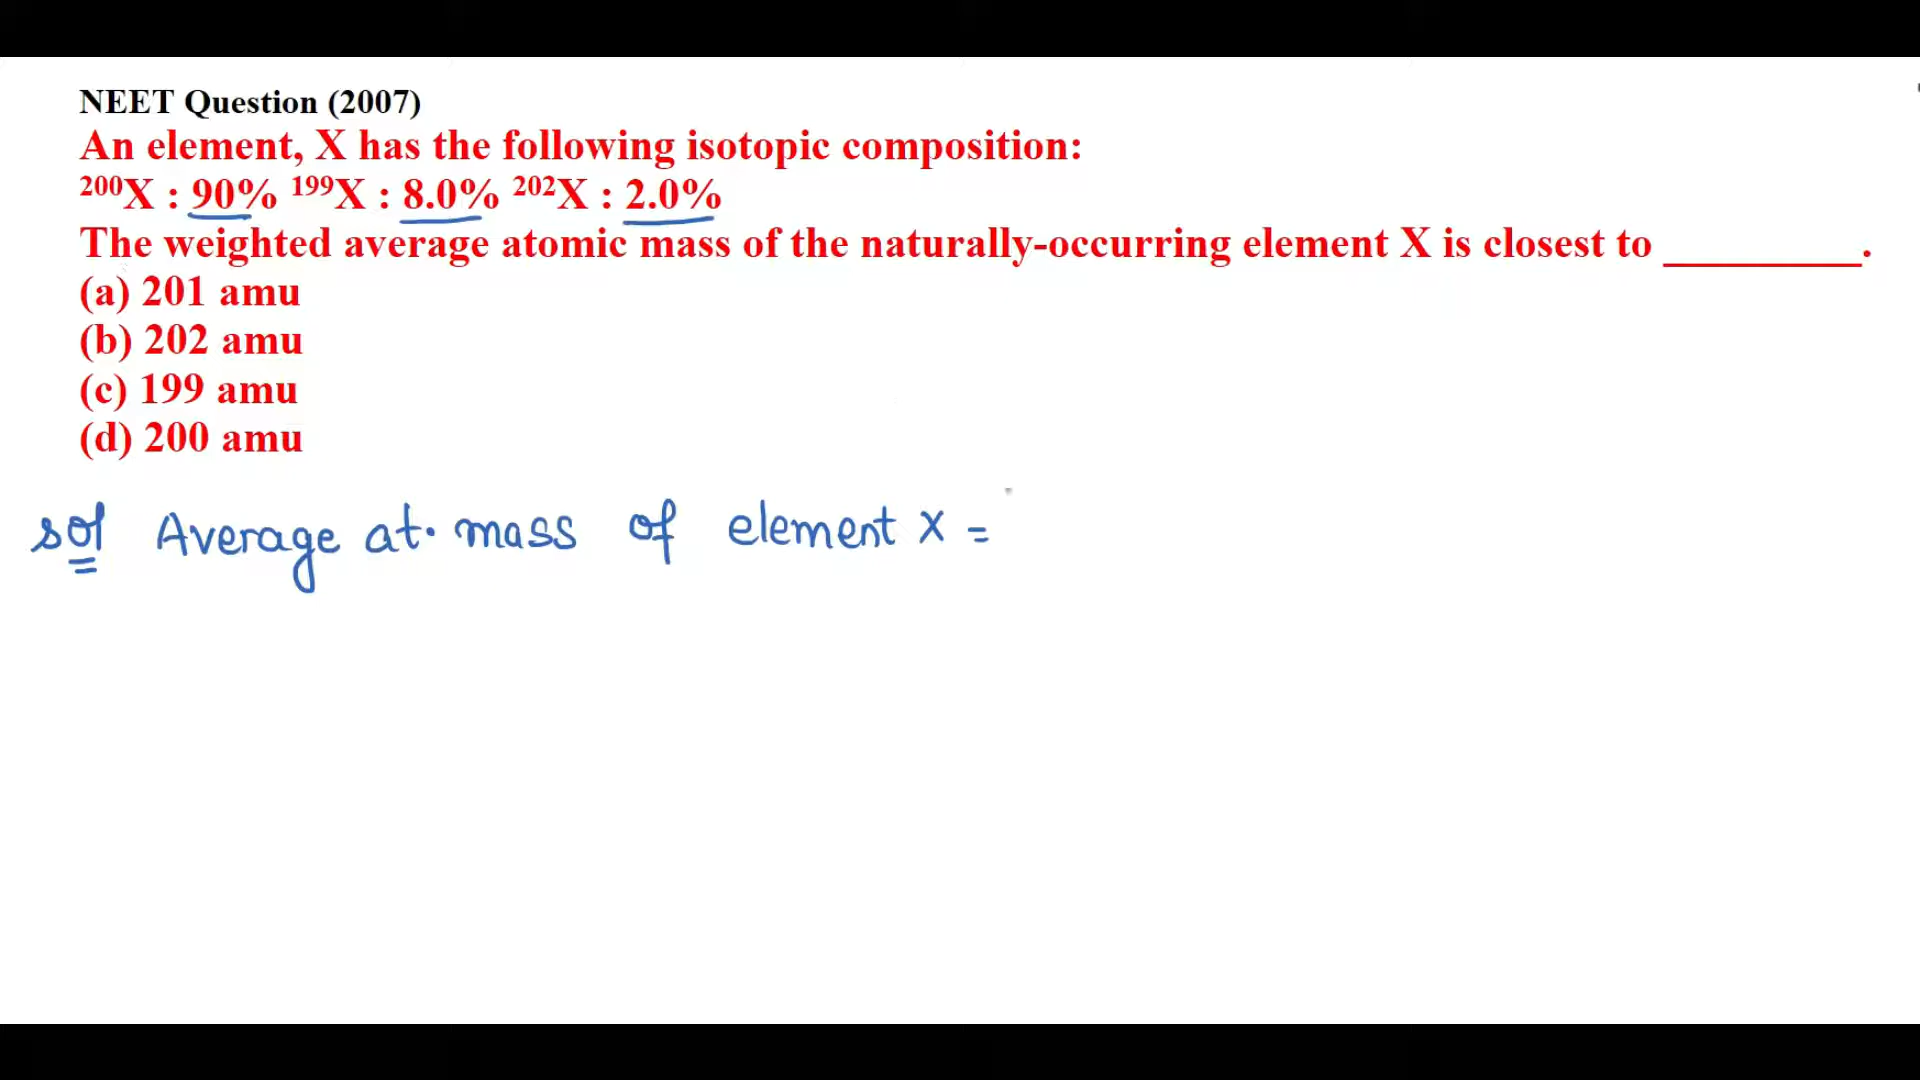 NEET Question (2007)
An element, X has the following isotopic composition:
²⁰⁰X : 90% ¹⁹⁹X : 8.0% ²⁰²X : 2.0%
The weighted average atomic mass of the naturally-occurring element X is closest to __________.
(a) 201 amu
(b) 202 amu
(c) 199 amu
(d) 200 amu
sol Average at. mass of element X =